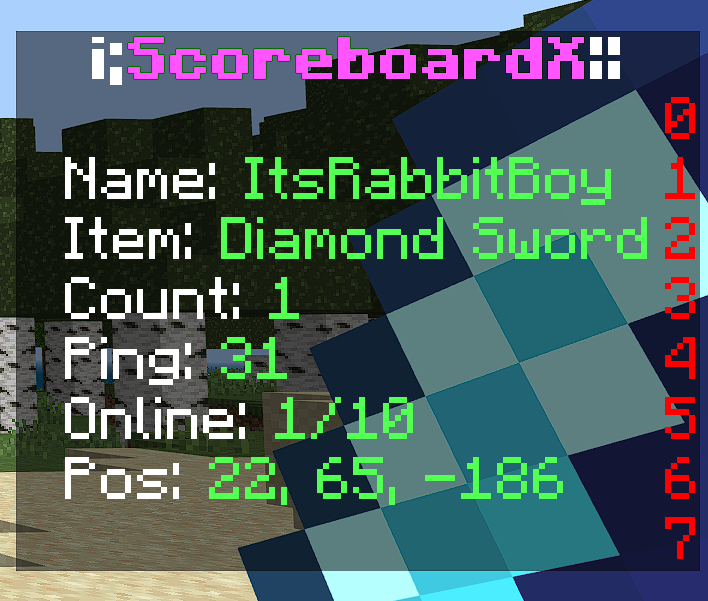 ¡¡ScoreboardX!!
0
Name: ItsRabbitBoy 1
Item: Diamond Sword 2
Count: 1 3
Ping: 31 4
Online: 1/10 5
Pos: 22, 65, -186 6
7